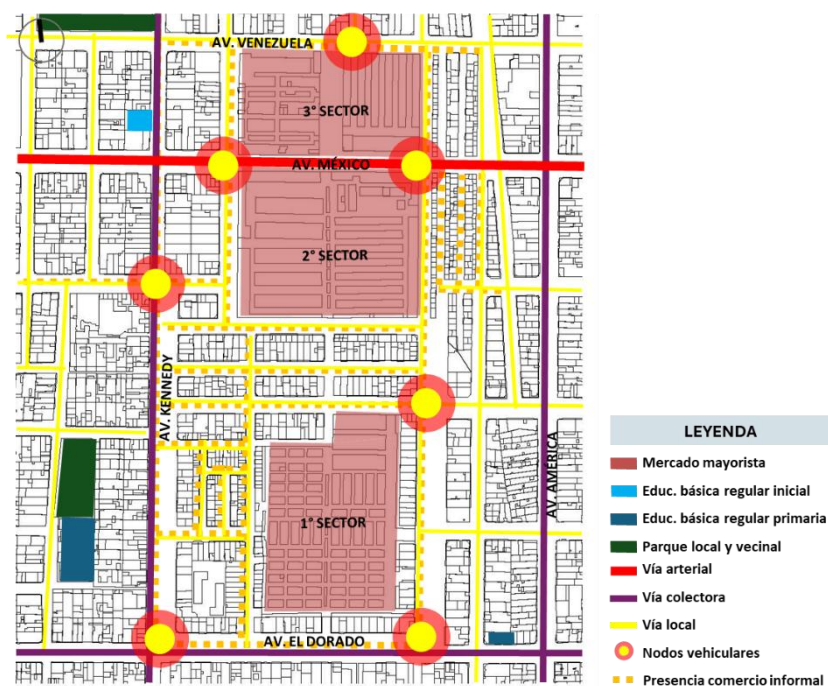 AV. VENEZUELA
3° SECTOR
AV. MÉXICO
2° SECTOR
AV. KENNEDY
AV. AMÉRICA
1° SECTOR
AV. EL DORADO
LEYENDA
Mercado mayorista
Educ. básica regular inicial
Educ. básica regular primaria
Parque local y vecinal
Vía arterial
Vía colectora
Vía local
Nodos vehiculares
Presencia comercio informal